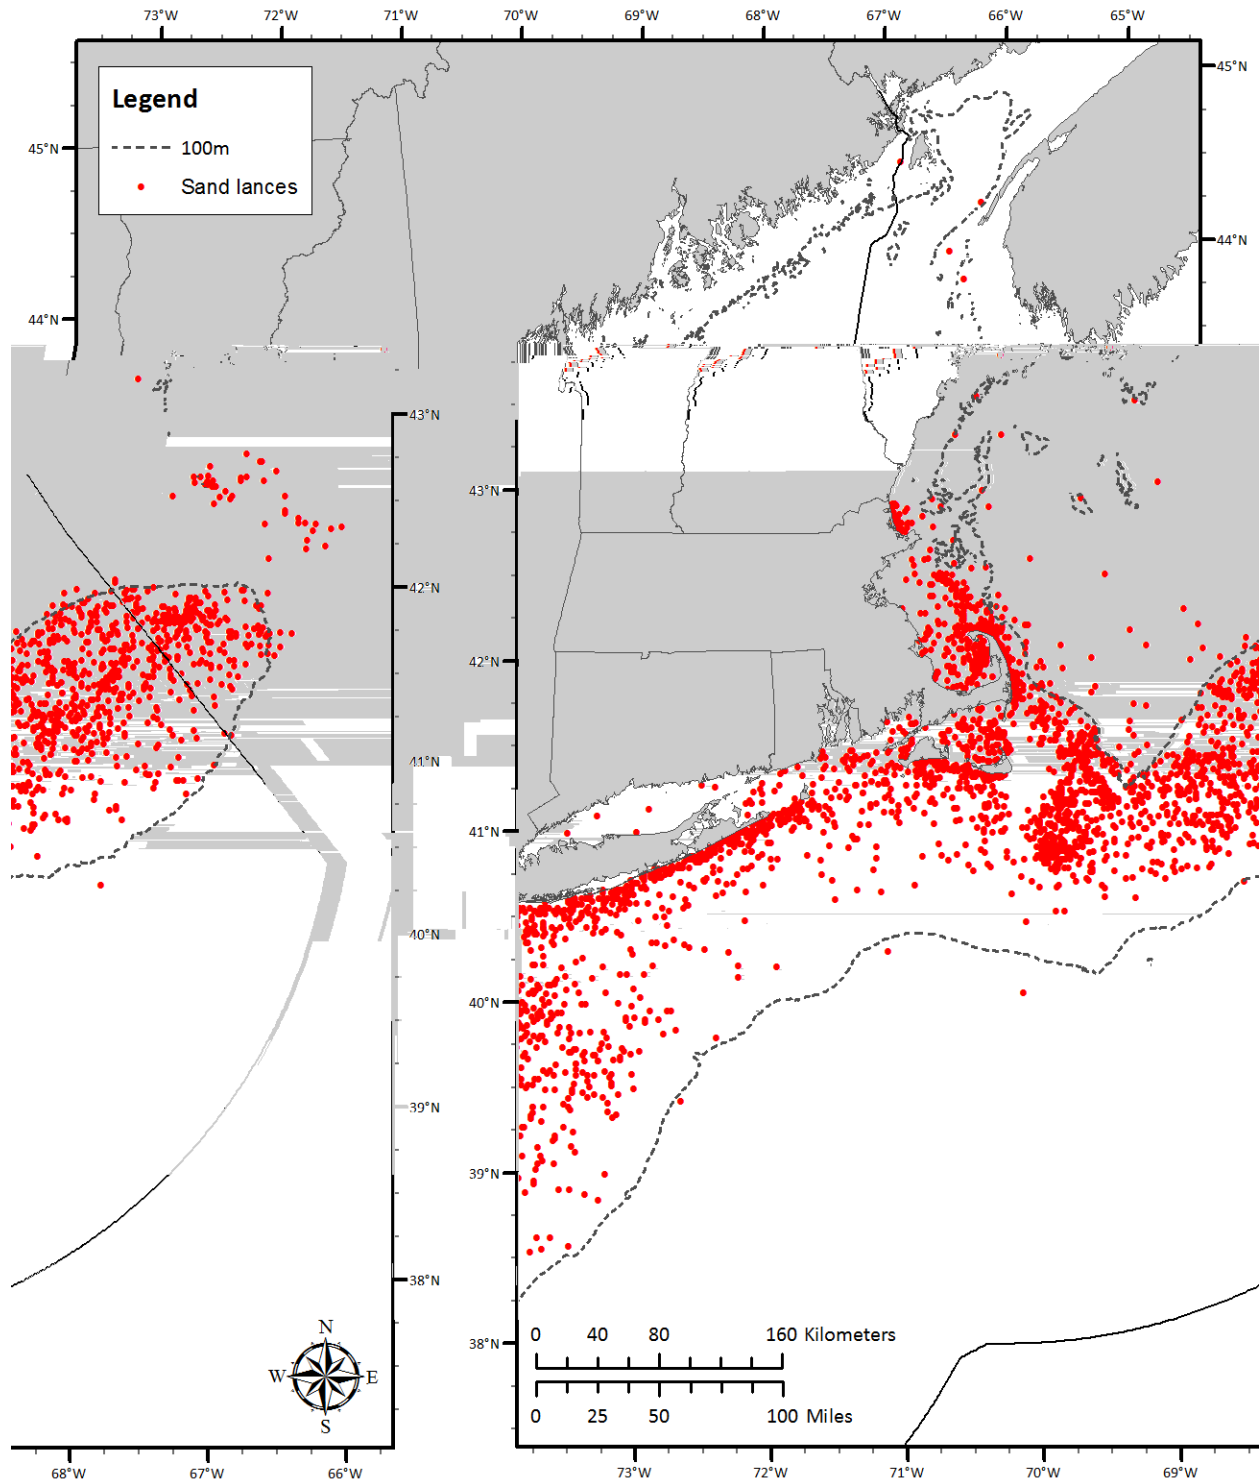 73°W 72°W 71°W 70°W 69°W 68°W 67°W 66°W 65°W
45°N
Legend
100m
Sand lances
45°N
44°N
44°N
43°N
43°N
42°N
42°N
41°N
41°N
40°N
40°N
39°N
39°N
38°N
38°N
N
W E
S
0 40 80 160 Kilometers
0 25 50 100 Miles
68°W 67°W 66°W 73°W 72°W 71°W 70°W 69°W